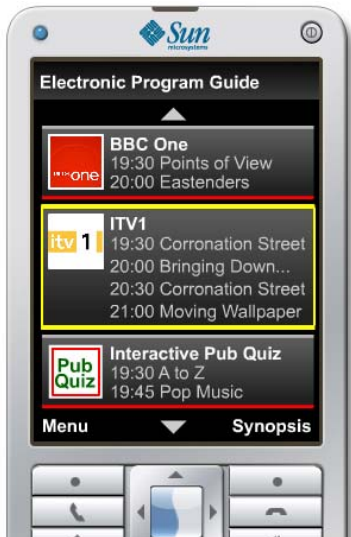 Sun
microsystems
Electronic Program Guide
BBC One
19:30 Points of View
20:00 Eastenders
one
ITV1
19:30 Corronation Street
itv 1
20:00 Bringing Down...
20:30 Corronation Street
21:00 Moving Wallpaper
Interactive Pub Quiz
19:30 A to Z
19:45 Pop Music
Pub
Quiz
Menu
Synopsis